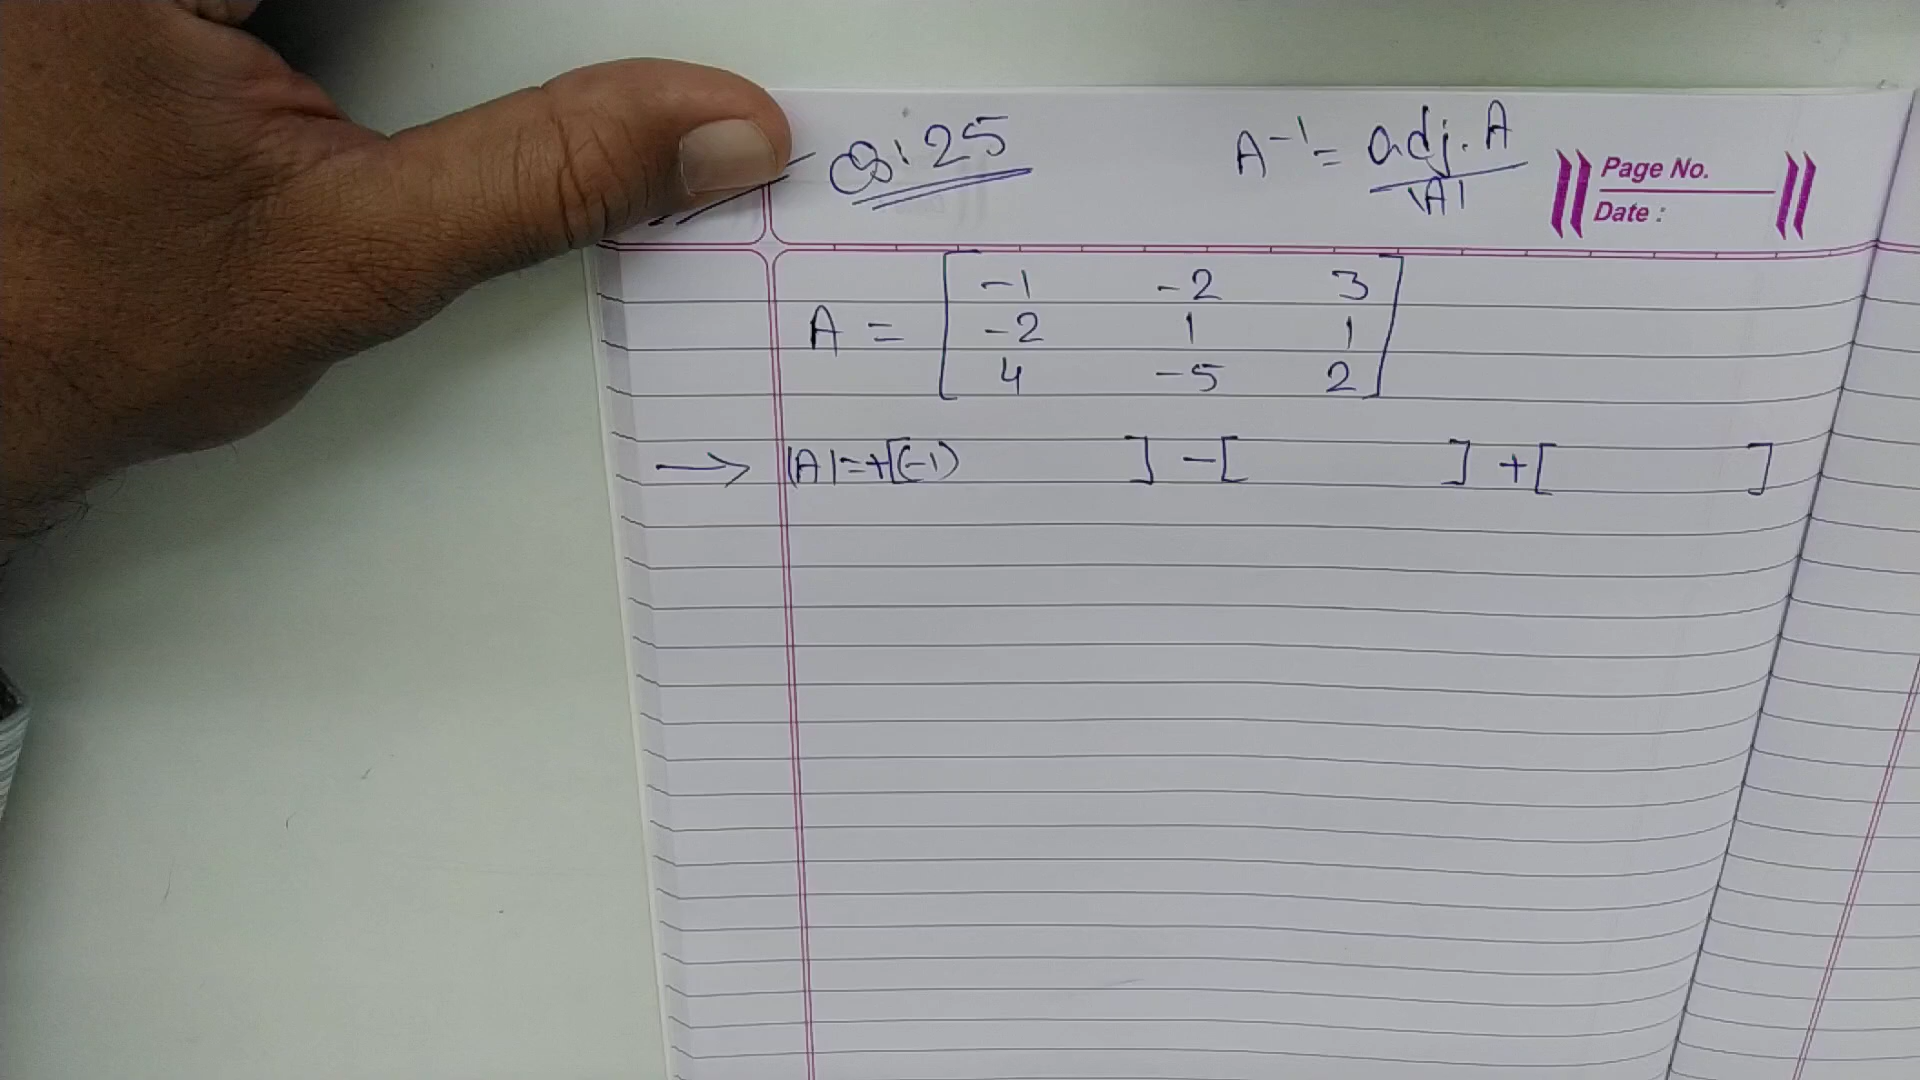 Q:25
A⁻¹ = adj. A / |A|
Page No.
Date :
A = [ -1 -2 3
-2 1 1
4 -5 2 ]
→ |A| = +[(-1) ] - [ ] + [ ]